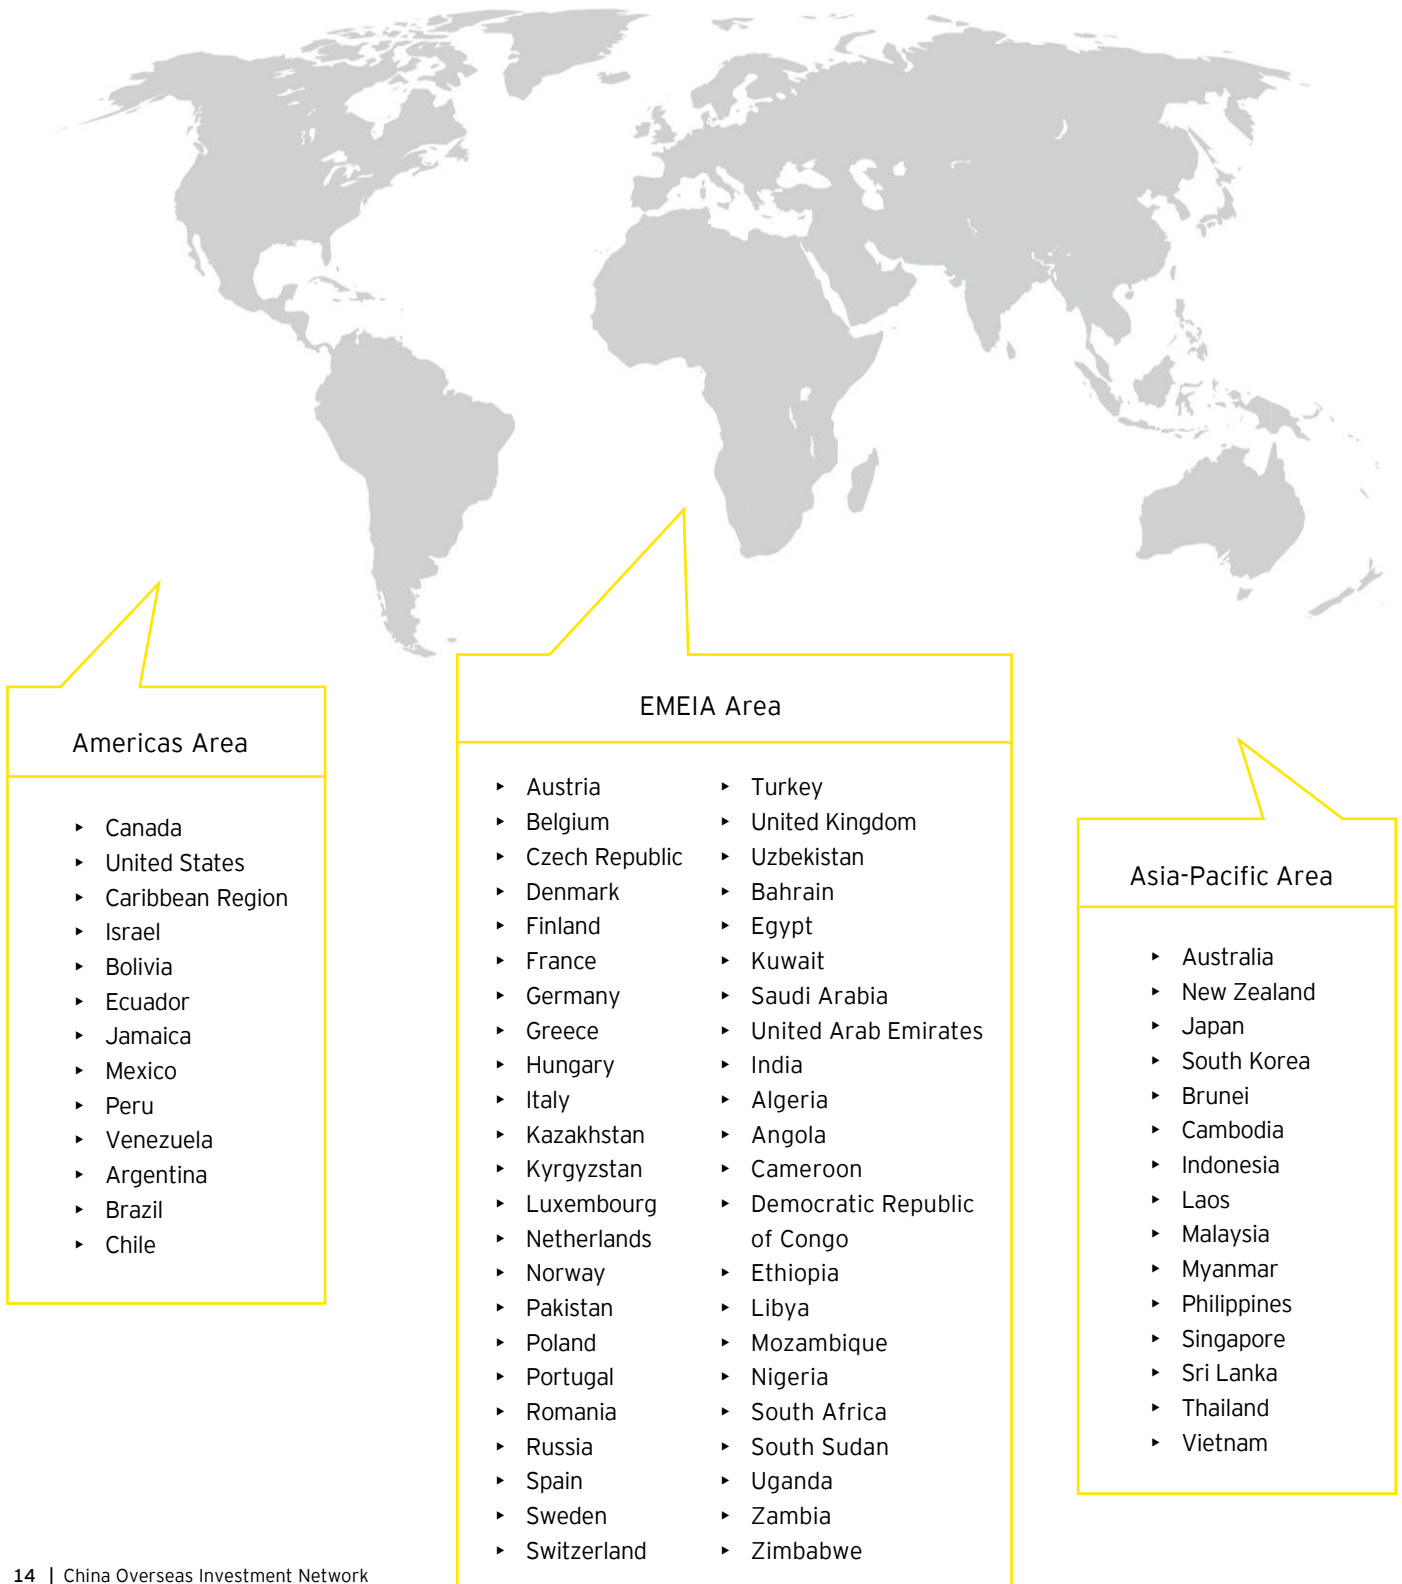 Americas Area
▸ Canada
▸ United States
▸ Caribbean Region
▸ Israel
▸ Bolivia
▸ Ecuador
▸ Jamaica
▸ Mexico
▸ Peru
▸ Venezuela
▸ Argentina
▸ Brazil
▸ Chile
EMEIA Area
▸ Austria
▸ Belgium
▸ Czech Republic
▸ Denmark
▸ Finland
▸ France
▸ Germany
▸ Greece
▸ Hungary
▸ Italy
▸ Kazakhstan
▸ Kyrgyzstan
▸ Luxembourg
▸ Netherlands
▸ Norway
▸ Pakistan
▸ Poland
▸ Portugal
▸ Romania
▸ Russia
▸ Spain
▸ Sweden
▸ Switzerland
▸ Turkey
▸ United Kingdom
▸ Uzbekistan
▸ Bahrain
▸ Egypt
▸ Kuwait
▸ Saudi Arabia
▸ United Arab Emirates
▸ India
▸ Algeria
▸ Angola
▸ Cameroon
▸ Democratic Republic
of Congo
▸ Ethiopia
▸ Libya
▸ Mozambique
▸ Nigeria
▸ South Africa
▸ South Sudan
▸ Uganda
▸ Zambia
▸ Zimbabwe
Asia-Pacific Area
▸ Australia
▸ New Zealand
▸ Japan
▸ South Korea
▸ Brunei
▸ Cambodia
▸ Indonesia
▸ Laos
▸ Malaysia
▸ Myanmar
▸ Philippines
▸ Singapore
▸ Sri Lanka
▸ Thailand
▸ Vietnam
14 | China Overseas Investment Network